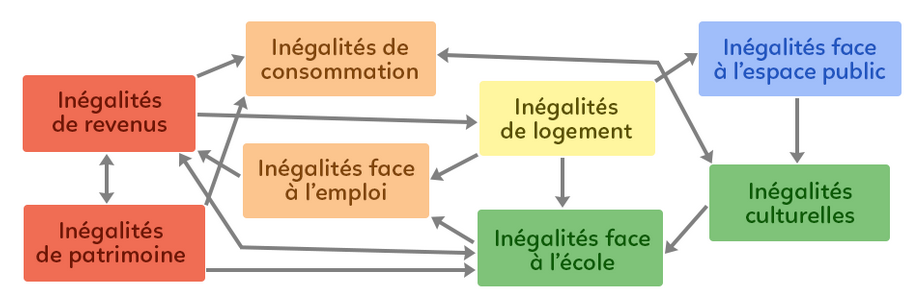 Inégalités de
consommation
Inégalités face
à l'espace public
Inégalités
de revenus
Inégalités
de logement
Inégalités face
à l'emploi
Inégalités
culturelles
Inégalités
de patrimoine
Inégalités face
à l'école